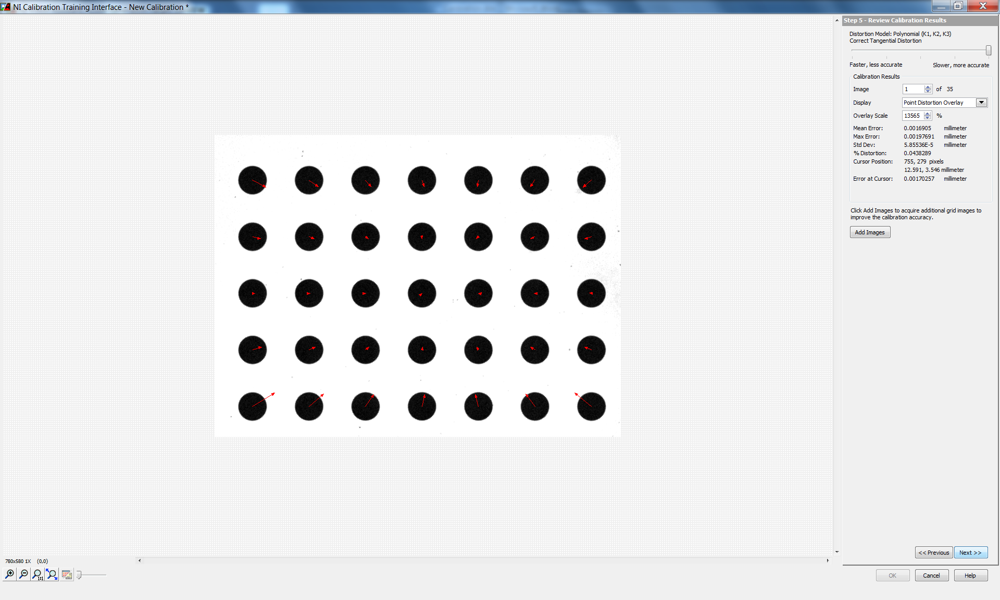 NI Calibration Training Interface - New Calibration *
Step 5 - Review Calibration Results
Distortion Model: Polynomial (K1, K2, K3)
Correct Tangential Distortion
Faster, less accurate
Slower, more accurate
Calibration Results
Image 1 of 35
Display Point Distortion Overlay
Overlay Scale 13565 %
Mean Error: 0.0016905 millimeter
Max Error: 0.00197691 millimeter
Std Dev: 5.85536E-5 millimeter
% Distortion: 0.0438289
Cursor Position: 755, 279 pixels
12.591, 3.546 millimeter
Error at Cursor: 0.00170257 millimeter
Click Add Images to acquire additional grid images to
improve the calibration accuracy.
Add Images
<< Previous Next >>
780x580 1X (0,0)
1:1
OK Cancel Help